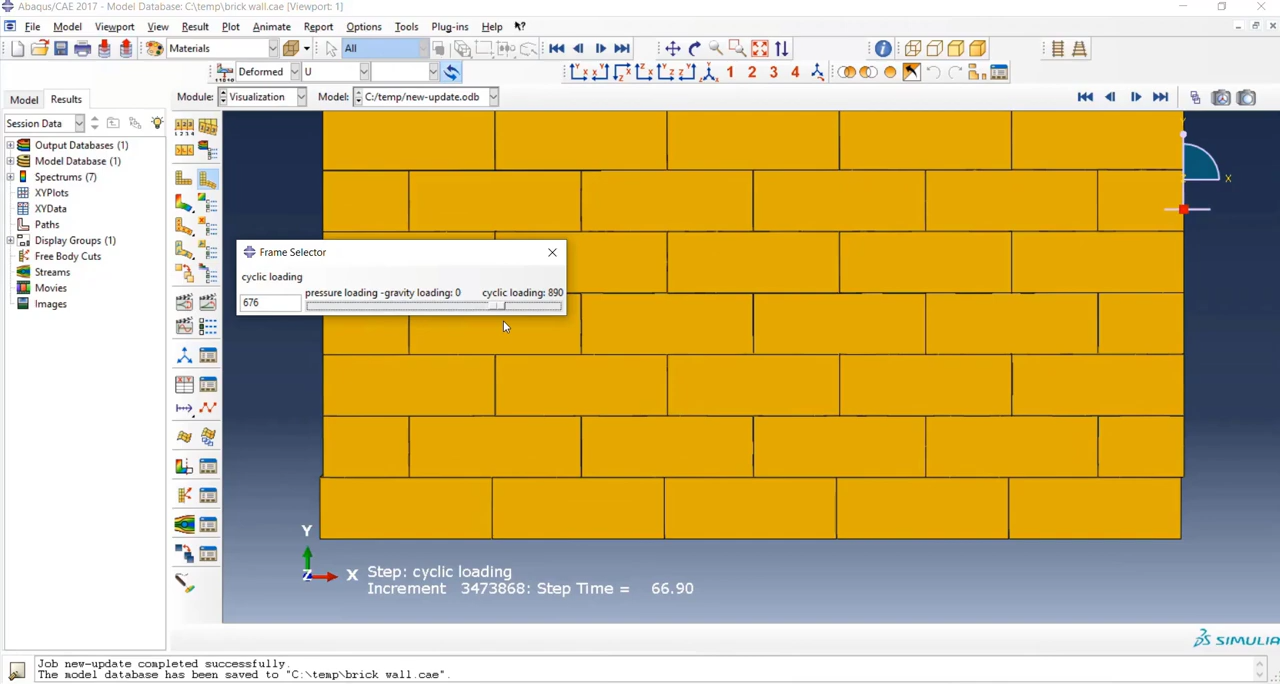 Abaqus/CAE 2017 - Model Database: C:\temp\brick wall.cae [Viewport: 1]
File Model Viewport View Result Plot Animate Report Options Tools Plug-ins Help
Materials All
Deformed U 1 2 3 4
Model Results Module: Visualization Model: C:/temp/new-update.odb
Session Data
Output Databases (1)
Model Database (1)
Spectrums (7)
XYPlots
XYData
Paths
Display Groups (1)
Free Body Cuts
Streams
Movies
Images
X
Frame Selector
cyclic loading
pressure loading -gravity loading: 0 cyclic loading: 890
676
Y
Z X
Step: cyclic loading
Increment 3473868: Step Time = 66.90
SIMULIA
Job new-update completed successfully.
The model database has been saved to "C:\temp\brick wall.cae".